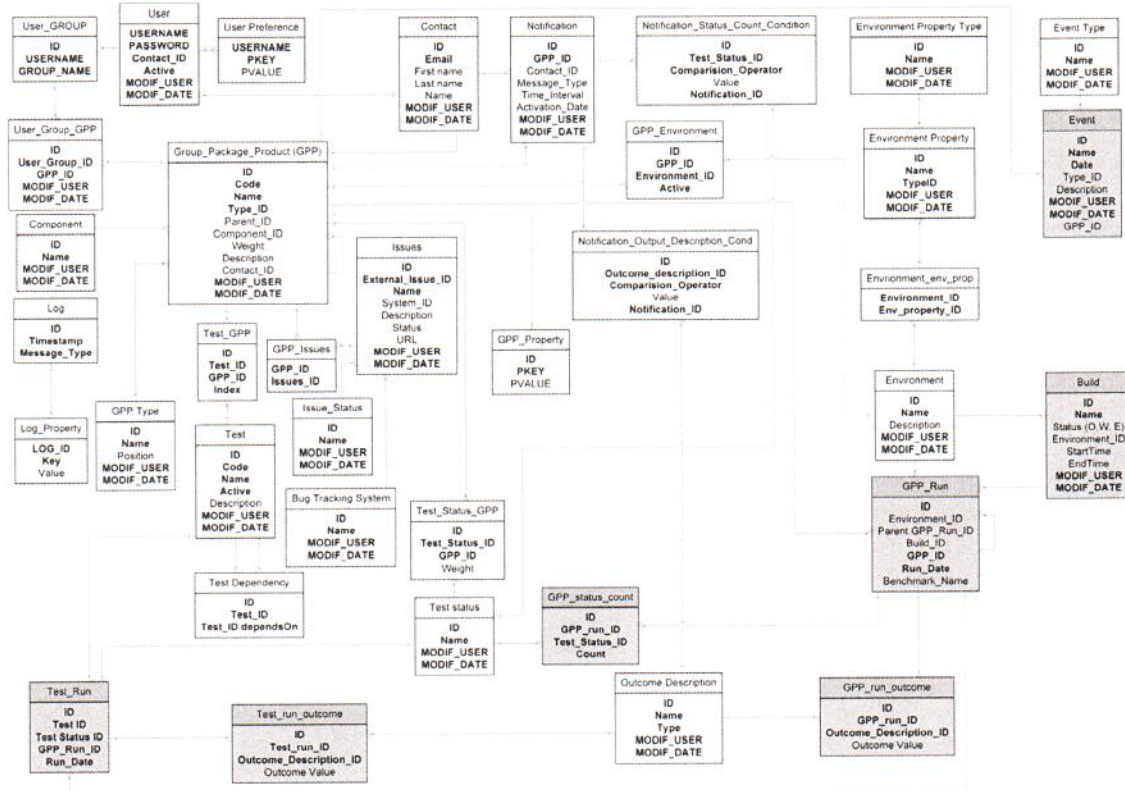 User_GROUP
ID
USERNAME
GROUP_NAME
User
USERNAME
PASSWORD
Contact_ID
Active
MODIF_USER
MODIF_DATE
User Preference
USERNAME
PKEY
PVALUE
Contact
ID
Email
First name
Last name
Name
MODIF_USER
MODIF_DATE
Notification
ID
GPP_ID
Contact_ID
Message_Type
Time_Interval
Activation_Date
MODIF_USER
MODIF_DATE
Notification_Status_Count_Condition
ID
Test_Status_ID
Comparision_Operator
Value
Notification_ID
Environment Property Type
ID
Name
MODIF_USER
MODIF_DATE
Event Type
ID
Name
MODIF_USER
MODIF_DATE
User_Group_GPP
ID
User_Group_ID
GPP_ID
MODIF_USER
MODIF_DATE
Group_Package_Product (GPP)
ID
Code
Name
Type_ID
Parent_ID
Component_ID
Weight
Description
Contact_ID
MODIF_USER
MODIF_DATE
GPP_Environment
ID
GPP_ID
Environment_ID
Active
Environment Property
ID
Name
TypeID
MODIF_USER
MODIF_DATE
Event
ID
Name
Date
Type_ID
Description
MODIF_USER
MODIF_DATE
GPP_ID
Component
ID
Name
MODIF_USER
MODIF_DATE
Issues
ID
External_Issue_ID
Name
System_ID
Description
Status
URL
MODIF_USER
MODIF_DATE
Notification_Output_Description_Cond
ID
Outcome_description_ID
Comparision_Operator
Value
Notification_ID
Envrionment_env_prop
Environment_ID
Env_property_ID
Log
ID
Timestamp
Message_Type
Test_GPP
ID
Test_ID
GPP_ID
Index
GPP_Issues
GPP_ID
Issues_ID
GPP_Property
ID
PKEY
PVALUE
Environment
ID
Name
Description
MODIF_USER
MODIF_DATE
Build
ID
Name
Status (O,W, E)
Environment_ID
StartTime
EndTime
MODIF_USER
MODIF_DATE
Log_Property
LOG_ID
Key
Value
GPP Type
ID
Name
Position
MODIF_USER
MODIF_DATE
Test
ID
Code
Name
Active
Description
MODIF_USER
MODIF_DATE
Issue_Status
ID
Name
MODIF_USER
MODIF_DATE
Bug Tracking System
ID
Name
MODIF_USER
MODIF_DATE
Test_Status_GPP
ID
Test_Status_ID
GPP_ID
Weight
GPP_Run
ID
Environment_ID
Parent GPP_Run_ID
Build_ID
GPP_ID
Run_Date
Benchmark_Name
Test Dependency
ID
Test_ID
Test_ID dependsOn
Test status
ID
Name
MODIF_USER
MODIF_DATE
GPP_status_count
ID
GPP_run_ID
Test_Status_ID
Count
Test_Run
ID
Test ID
Test Status ID
GPP_Run_ID
Run_Date
Test_run_outcome
ID
Test_run_ID
Outcome_Description_ID
Outcome Value
Outcome Description
ID
Name
Type
MODIF_USER
MODIF_DATE
GPP_run_outcome
ID
GPP_run_ID
Outcome_Description_ID
Outcome Value